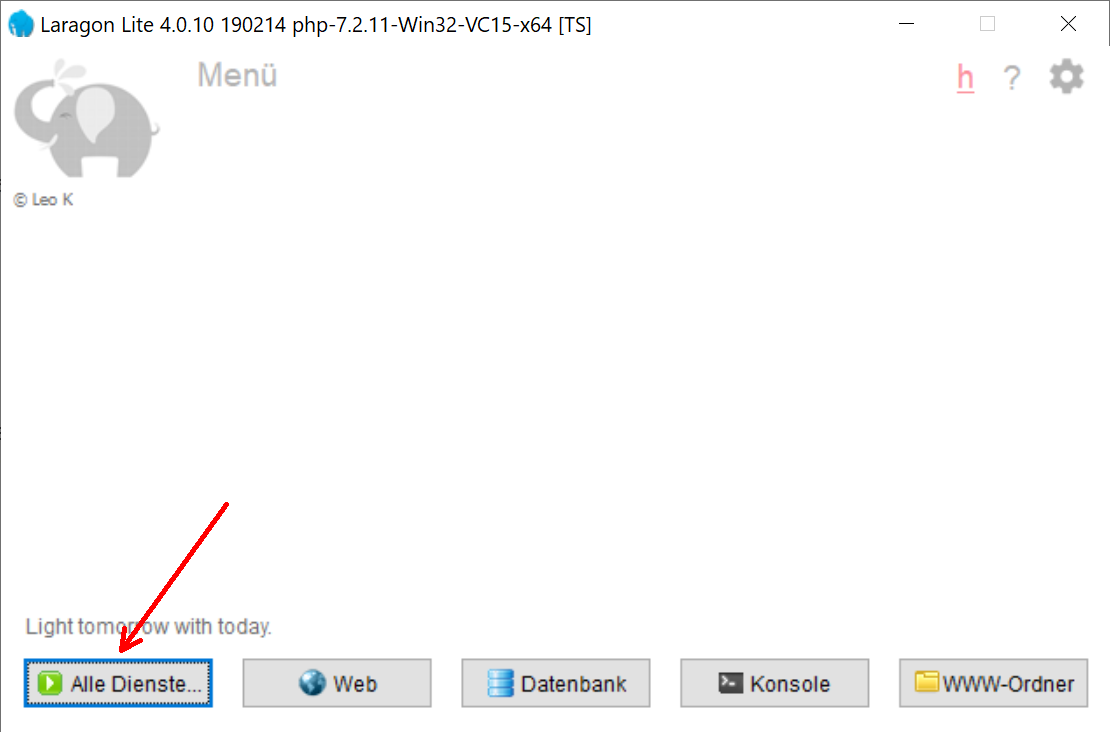 Laragon Lite 4.0.10 190214 php-7.2.11-Win32-VC15-x64 [TS]
Menü
h ?
© Leo K
Light tomorrow with today.
Alle Dienste... Web Datenbank Konsole WWW-Ordner